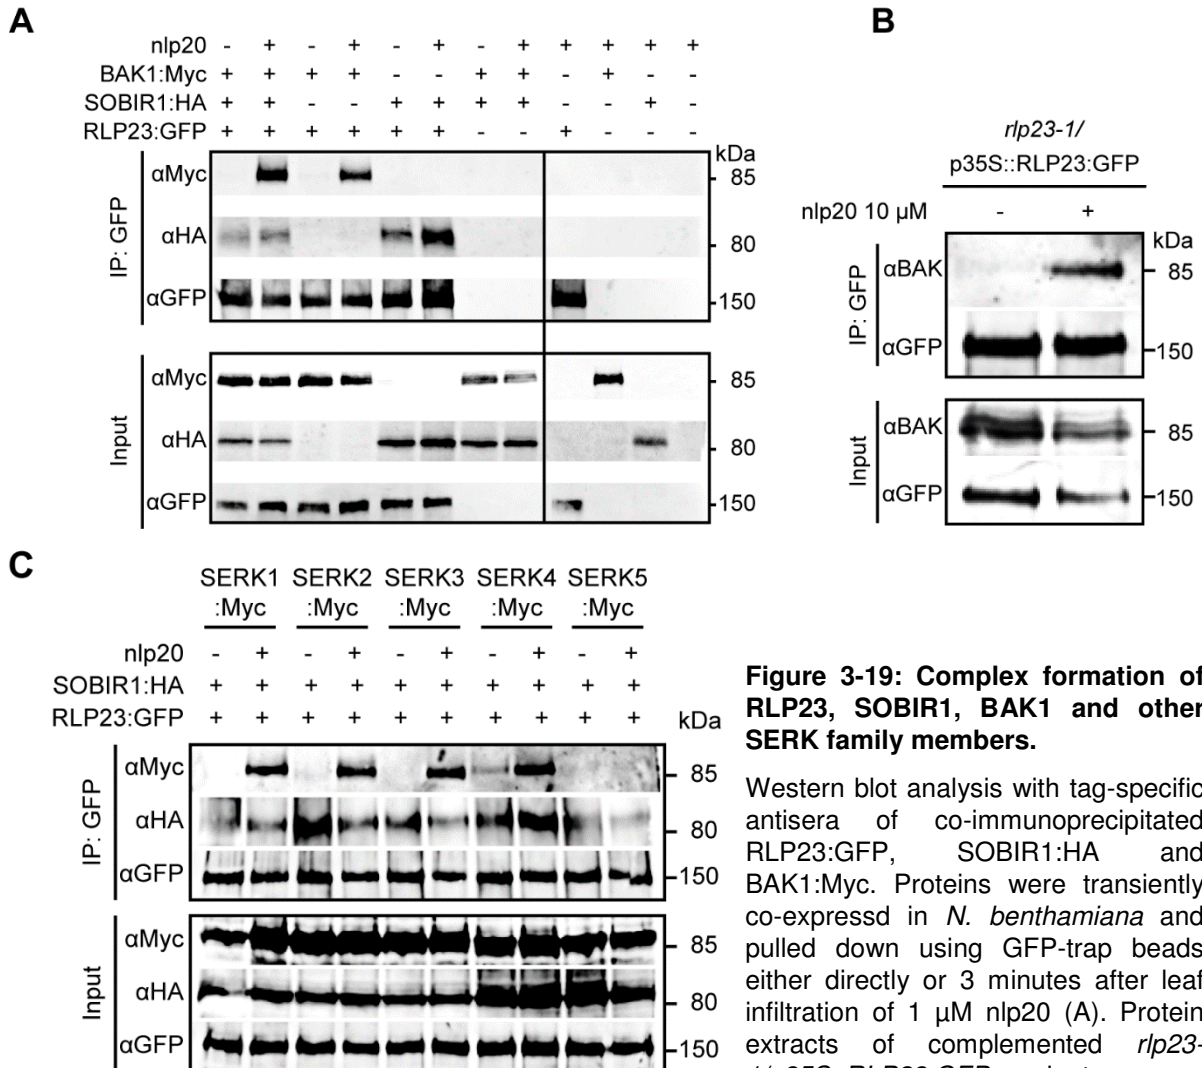 A
nlp20 - + - + - + - + + + + +
BAK1:Myc + + + + - - + + - + - -
SOBIR1:HA + + - - + + + + - - + -
RLP23:GFP + + + + + + - - + - - -
kDa
IP: GFP
αMyc 85
αHA 80
αGFP 150
Input
αMyc 85
αHA 80
αGFP 150
B
rlp23-1/
p35S::RLP23:GFP
nlp20 10 µM - +
kDa
IP: GFP
αBAK 85
αGFP 150
Input
αBAK 85
αGFP 150
C
SERK1 SERK2 SERK3 SERK4 SERK5
:Myc :Myc :Myc :Myc :Myc
nlp20 - + - + - + - + - +
SOBIR1:HA + + + + + + + + + +
RLP23:GFP + + + + + + + + + +
kDa
IP: GFP
αMyc 85
αHA 80
αGFP 150
Input
αMyc 85
αHA 80
αGFP 150
Figure 3-19: Complex formation of
RLP23, SOBIR1, BAK1 and other
SERK family members.
Western blot analysis with tag-specific
antisera of co-immunoprecipitated
RLP23:GFP, SOBIR1:HA and
BAK1:Myc. Proteins were transiently
co-expressd in N. benthamiana and
pulled down using GFP-trap beads
either directly or 3 minutes after leaf
infiltration of 1 µM nlp20 (A). Protein
extracts of complemented rlp23-